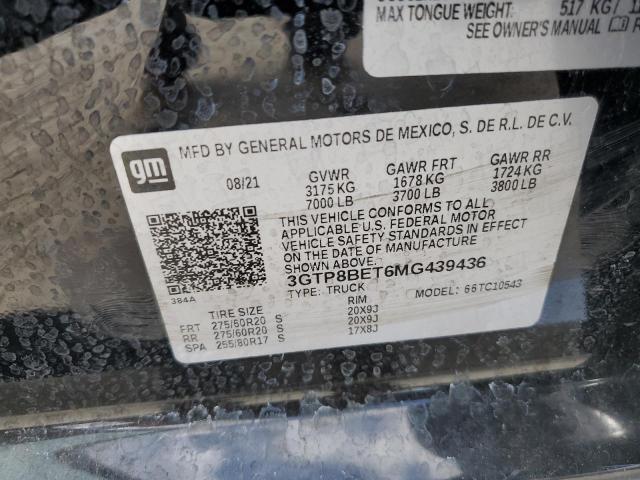 MAX TONGUE WEIGHT: 517 KG/
SEE OWNER'S MANUAL
gm
MFD BY GENERAL MOTORS DE MEXICO, S. DE R.L. DE C.V.
08/21 GVWR GAWR FRT GAWR RR
3175 KG 1678 KG 1724 KG
7000 LB 3700 LB 3800 LB
THIS VEHICLE CONFORMS TO ALL
APPLICABLE U.S. FEDERAL MOTOR
VEHICLE SAFETY STANDARDS IN EFFECT
ON THE DATE OF MANUFACTURE
3GTP8BET6MG439436
TYPE: TRUCK MODEL: 66TC10543
384A
TIRE SIZE RIM
FRT 275/60R20 S 20X9J
RR 275/60R20 S 20X9J
SPA 255/80R17 S 17X8J